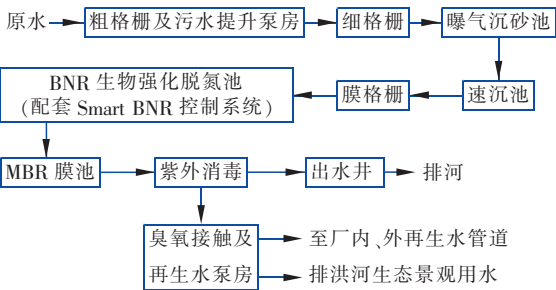 原水
粗格栅及污水提升泵房
细格栅
曝气沉砂池
速沉池
膜格栅
BNR 生物强化脱氮池
(配套 Smart BNR 控制系统)
MBR 膜池
紫外消毒
出水井
排河
臭氧接触及
再生水泵房
至厂内、外再生水管道
排洪河生态景观用水